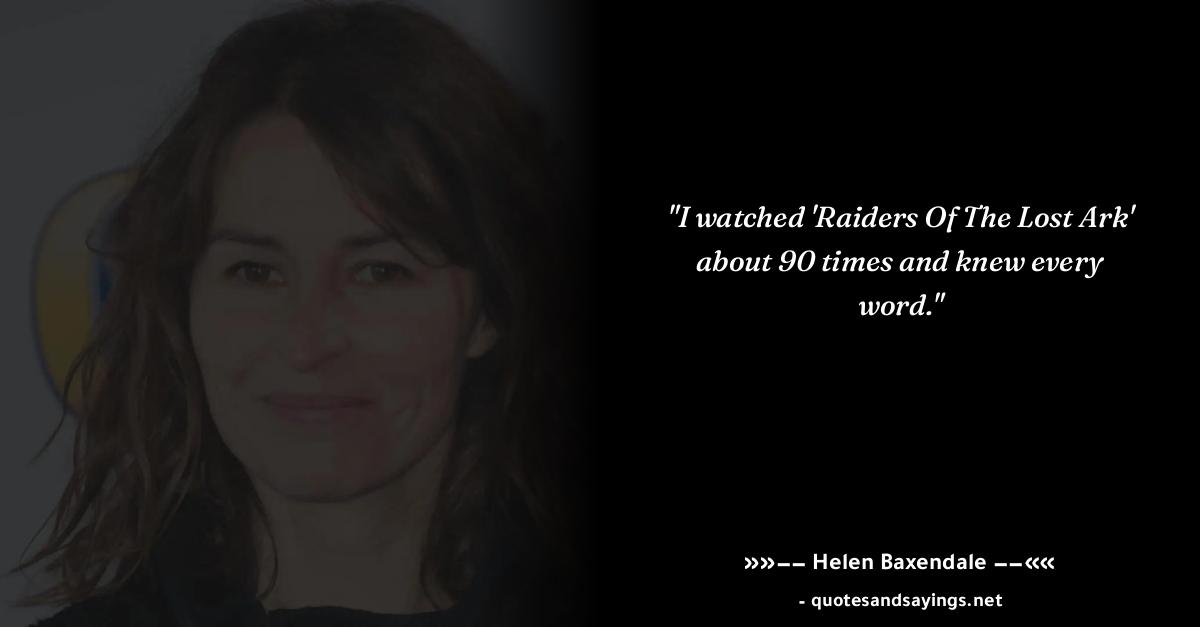 "I watched 'Raiders Of The Lost Ark'
about 90 times and knew every
word."
»»−− Helen Baxendale −−««
- quotesandsayings.net